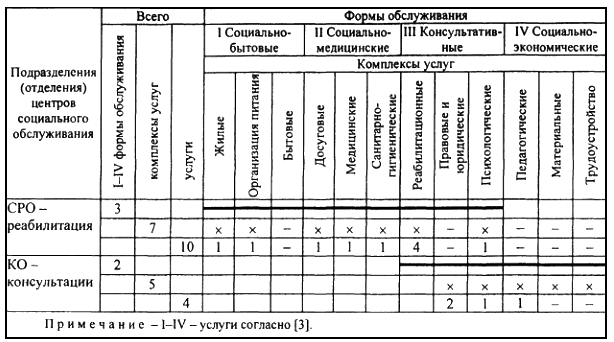 Подразделения (отделения) центров социального обслуживания
Всего
Формы обслуживания
I Социально-бытовые
II Социально-медицинские
III Консультативные
IV Социально-экономические
Комплексы услуг
I–IV формы обслуживания
комплексы услуг
услуги
Жилые
Организация питания
Бытовые
Досуговые
Медицинские
Санитарно-гигиенические
Реабилитационные
Правовые и юридические
Психологические
Педагогические
Материальные
Трудоустройство
СРО – реабилитация
3
7 × × – × × × × – × – – –
10 1 1 – 1 1 1 4 – 1 – – –
КО – консультации
2
5 × × × × ×
4 2 1 1 – –
Примечание – I–IV – услуги согласно [3].